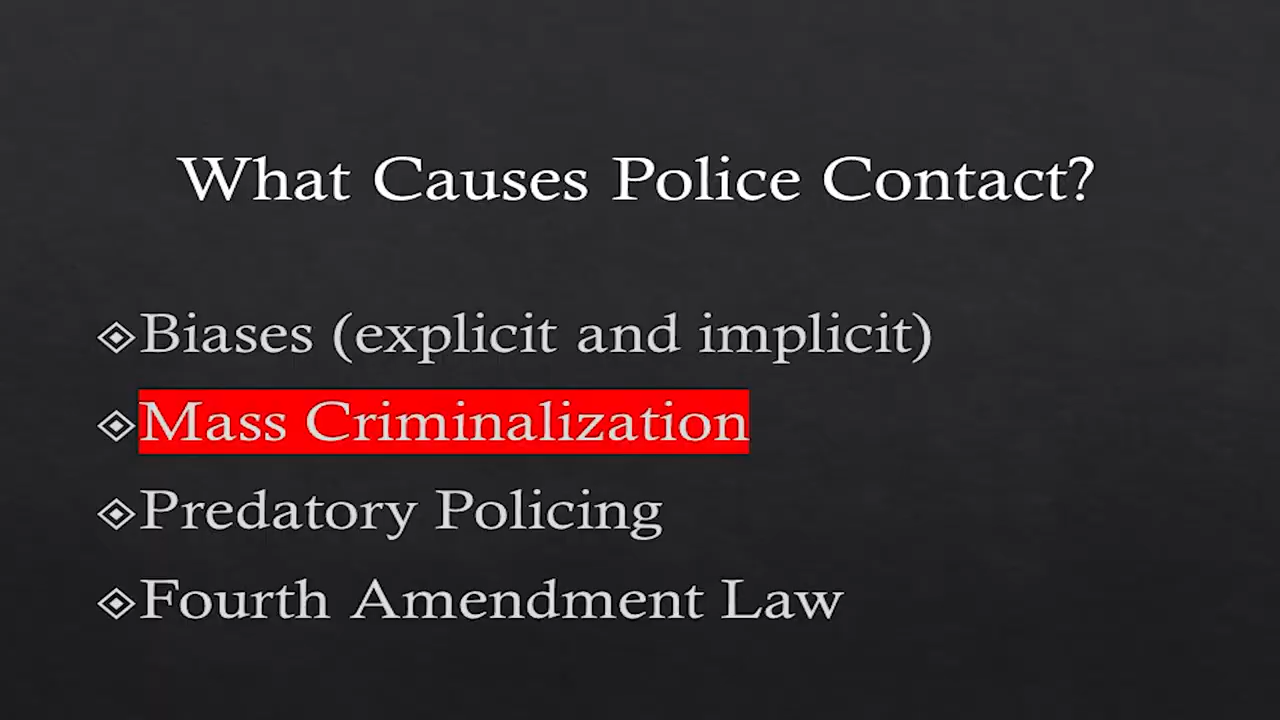 What Causes Police Contact?
Biases (explicit and implicit)
Mass Criminalization
Predatory Policing
Fourth Amendment Law